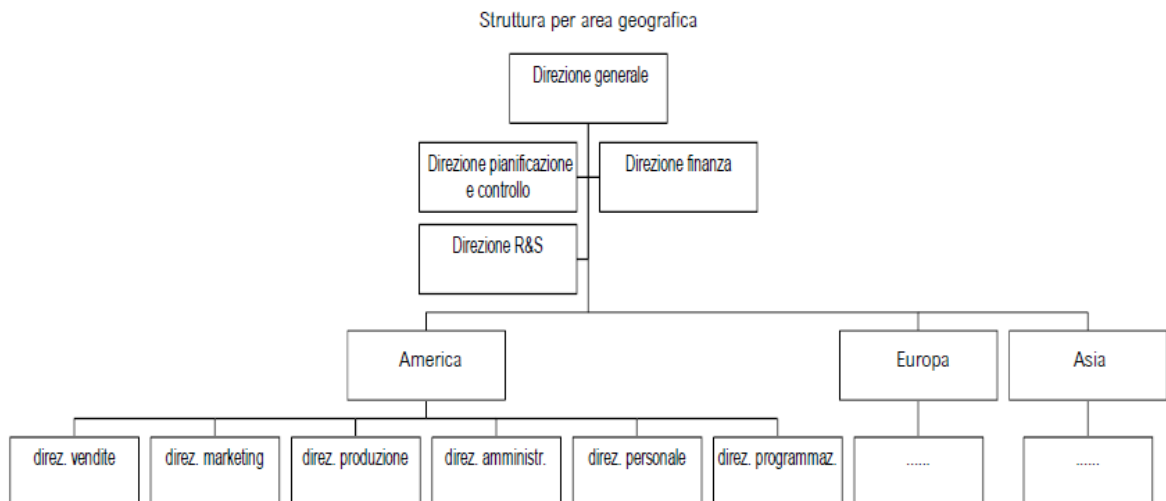 Struttura per area geografica
Direzione generale
Direzione pianificazione
e controllo
Direzione finanza
Direzione R&S
America
Europa
Asia
direz. vendite
direz. marketing
direz. produzione
direz. amministr.
direz. personale
direz. programmaz.
......
......